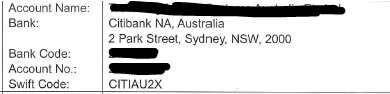 Account Name:
Bank: Citibank NA, Australia
2 Park Street, Sydney, NSW, 2000
Bank Code:
Account No.:
Swift Code: CITIAU2X